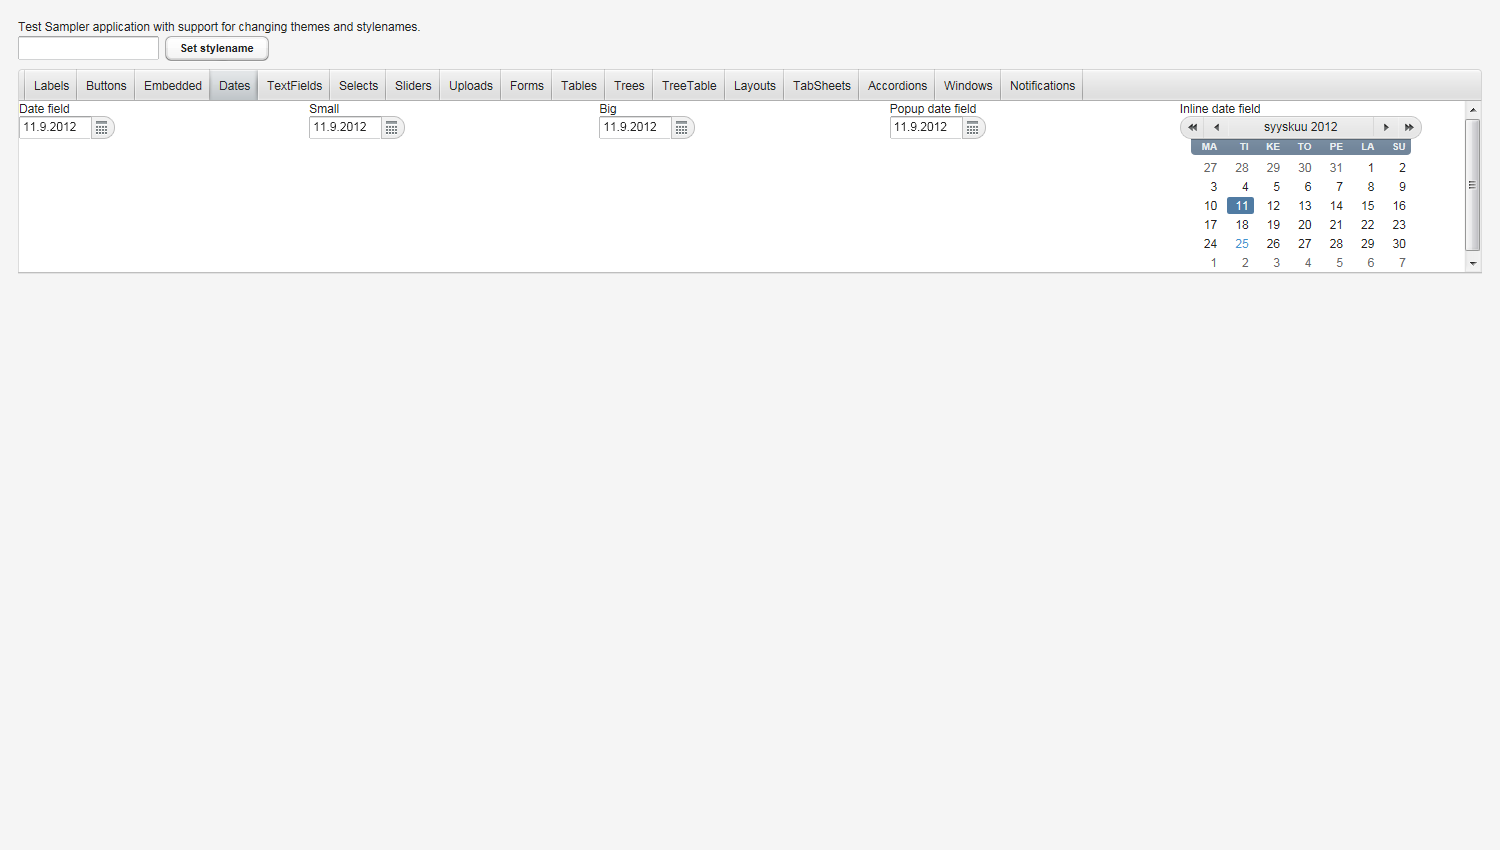 Test Sampler application with support for changing themes and stylenames.
Set stylename
Labels Buttons Embedded Dates TextFields Selects Sliders Uploads Forms Tables Trees TreeTable Layouts TabSheets Accordions Windows Notifications
Date field Small Big Popup date field Inline date field
11.9.2012 11.9.2012 11.9.2012 11.9.2012 syyskuu 2012
MA TI KE TO PE LA SU
27 28 29 30 31 1 2
3 4 5 6 7 8 9
10 11 12 13 14 15 16
17 18 19 20 21 22 23
24 25 26 27 28 29 30
1 2 3 4 5 6 7